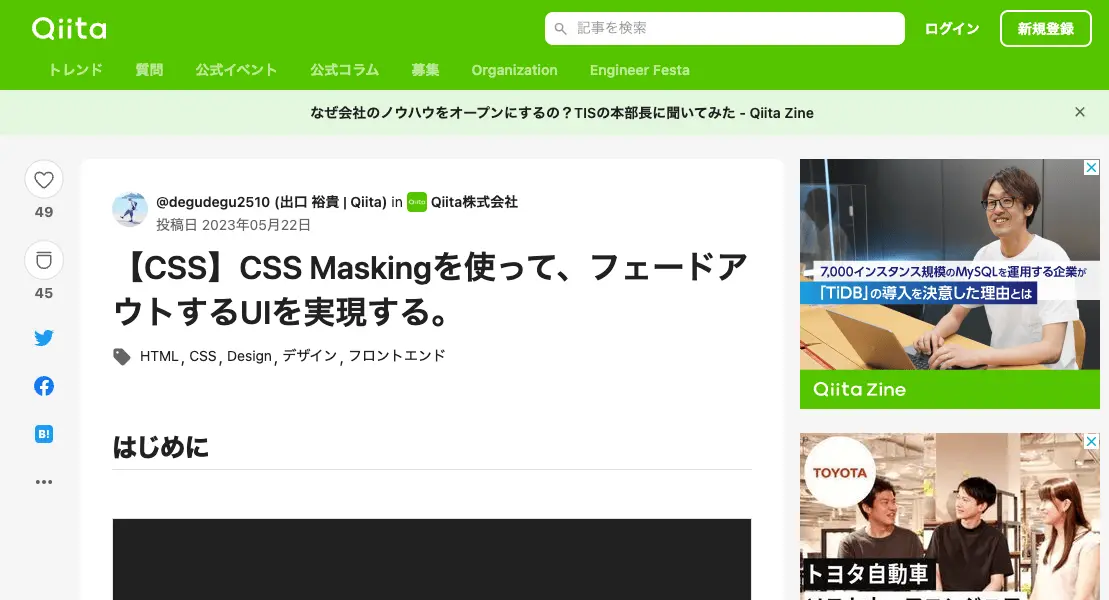 Qiita
記事を検索
ログイン
新規登録
トレンド
質問
公式イベント
公式コラム
募集
Organization
Engineer Festa
なぜ会社のノウハウをオープンにするの？TISの本部長に聞いてみた - Qiita Zine
49
45
B!
@degudegu2510 (出口 裕貴 | Qiita) in Qiita Qiita株式会社
投稿日 2023年05月22日
【CSS】CSS Maskingを使って、フェードア
ウトするUIを実現する。
HTML, CSS, Design, デザイン, フロントエンド
はじめに
7,000インスタンス規模のMySQLを運用する企業が
「TiDB」の導入を決意した理由とは
Qiita Zine
TOYOTA
トヨタ自動車